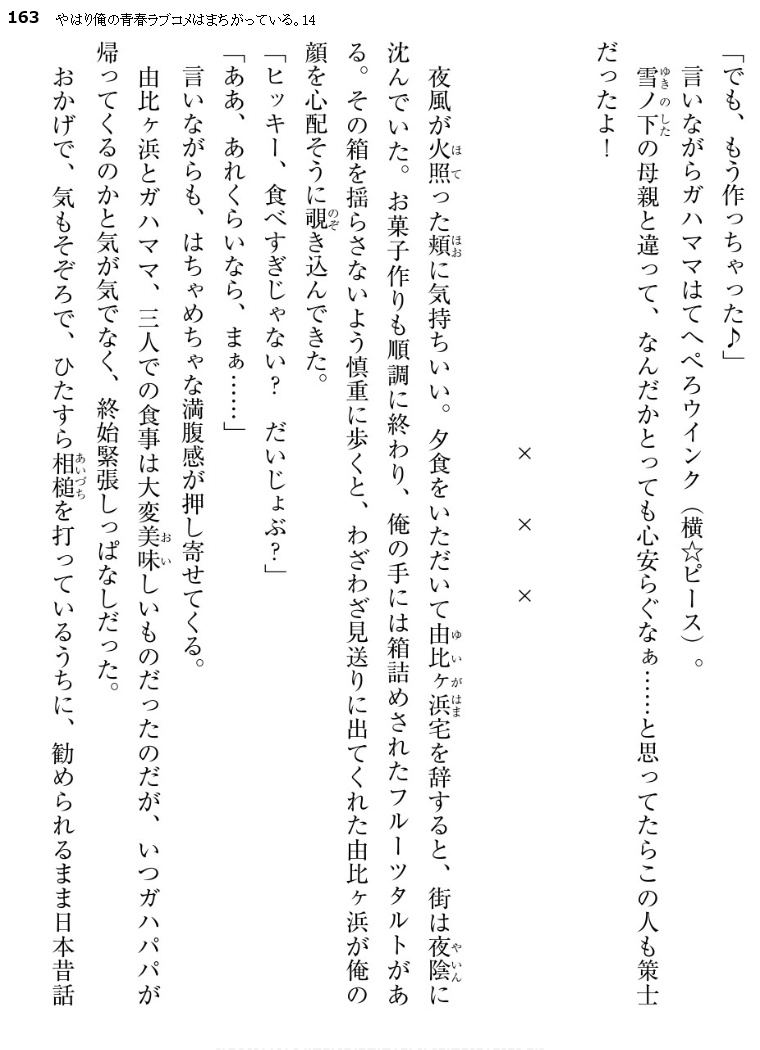 163 やはり俺の青春ラブコメはまちがっている。14
「でも、もう作っちゃった♪」
言いながらガハママはてへぺろウインク（横☆ピース）。
雪ノ下の母親と違って、なんだかとっても心安らぐなぁ……と思ってたらこの人も策士
だったよ！
× × ×
夜風が火照った頬に気持ちいい。夕食をいただいて由比ヶ浜宅を辞すると、街は夜陰に
沈んでいた。お菓子作りも順調に終わり、俺の手には箱詰めされたフルーツタルトがあ
る。その箱を揺らさないよう慎重に歩くと、わざわざ見送りに出てくれた由比ヶ浜が俺の
顔を心配そうに覗き込んできた。
「ヒッキー、食べすぎじゃない？　だいじょぶ？」
「ああ、あれくらいなら、まぁ……」
言いながらも、はちゃめちゃな満腹感が押し寄せてくる。
由比ヶ浜とガハママ、三人での食事は大変美味しいものだったのだが、いつガハパパが
帰ってくるのかと気が気でなく、終始緊張しっぱなしだった。
おかげで、気もそぞろで、ひたすら相槌を打っているうちに、勧められるまま日本昔話